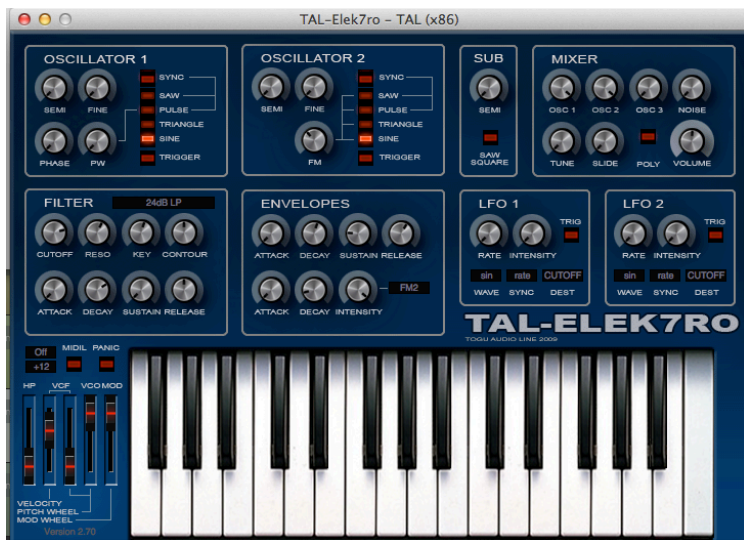 TAL-Elek7ro - TAL (x86)
OSCILLATOR 1
SEMI FINE
PHASE PW
SYNC
SAW
PULSE
TRIANGLE
SINE
TRIGGER
OSCILLATOR 2
SEMI FINE
FM
SYNC
SAW
PULSE
TRIANGLE
SINE
TRIGGER
SUB
SEMI
SAW
SQUARE
MIXER
OSC 1 OSC 2 OSC 3 NOISE
TUNE SLIDE POLY VOLUME
FILTER 24dB LP
CUTOFF RESO KEY CONTOUR
ATTACK DECAY SUSTAIN RELEASE
ENVELOPES
ATTACK DECAY SUSTAIN RELEASE
ATTACK DECAY INTENSITY FM2
LFO 1
TRIG
RATE INTENSITY
sin rate CUTOFF
WAVE SYNC DEST
LFO 2
TRIG
RATE INTENSITY
sin rate CUTOFF
WAVE SYNC DEST
TAL-ELEK7RO
TOGU AUDIO LINE 2009
Off MIDIL PANIC
+12
HP VCF VCO MOD
VELOCITY
PITCH WHEEL
MOD WHEEL
Version 2.70